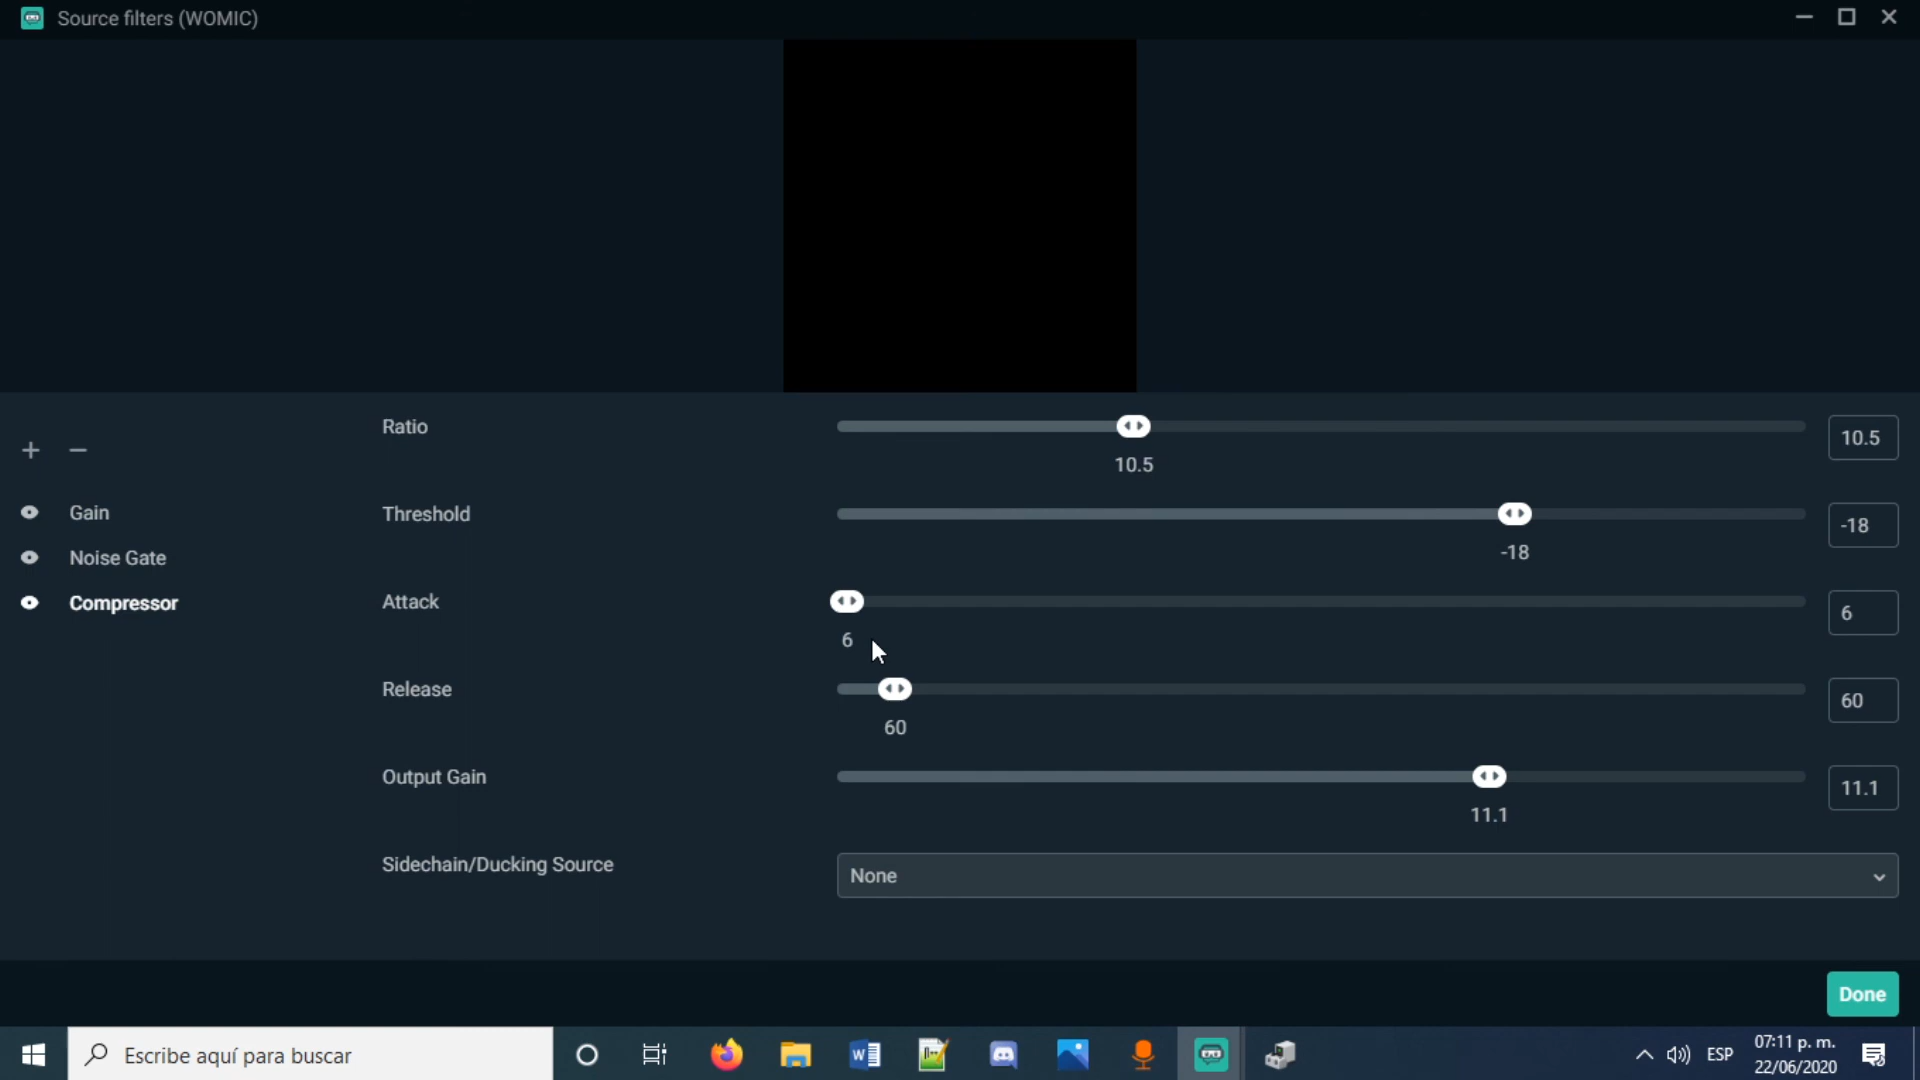 Source filters (WOMIC)
Ratio
10.5
10.5
Gain
Threshold
-18
-18
Noise Gate
Compressor
Attack
6
6
Release
60
60
Output Gain
11.1
11.1
Sidechain/Ducking Source
None
Done
Escribe aquí para buscar
ESP
07:11 p. m.
22/06/2020